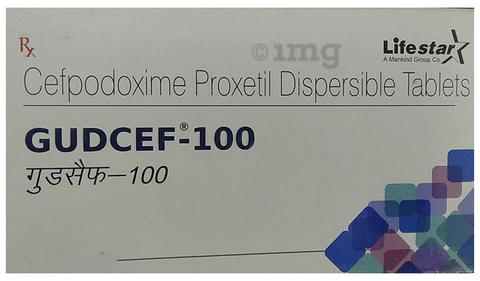 Rx
©1mg
Lifestar
A Mankind Group Co.
Cefpodoxime Proxetil Dispersible Tablets
GUDCEF®-100
गुडसैफ–100